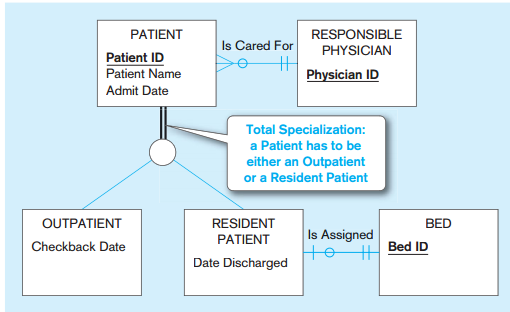 PATIENT
Patient ID
Patient Name
Admit Date
Is Cared For
RESPONSIBLE
PHYSICIAN
Physician ID
Total Specialization:
a Patient has to be
either an Outpatient
or a Resident Patient
OUTPATIENT
Checkback Date
RESIDENT
PATIENT
Date Discharged
Is Assigned
BED
Bed ID